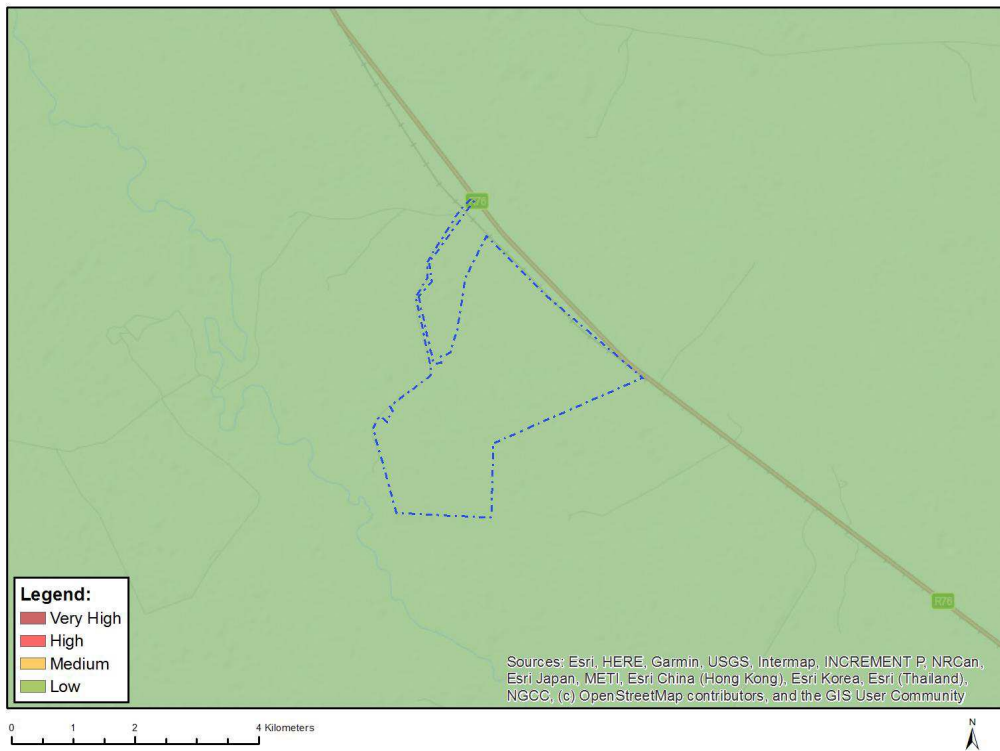 R76
R76
Legend:
Very High
High
Medium
Low
Sources: Esri, HERE, Garmin, USGS, Intermap, INCREMENT P, NRCan,
Esri Japan, METI, Esri China (Hong Kong), Esri Korea, Esri (Thailand),
NGCC, (c) OpenStreetMap contributors, and the GIS User Community
0 1 2 4 Kilometers
N